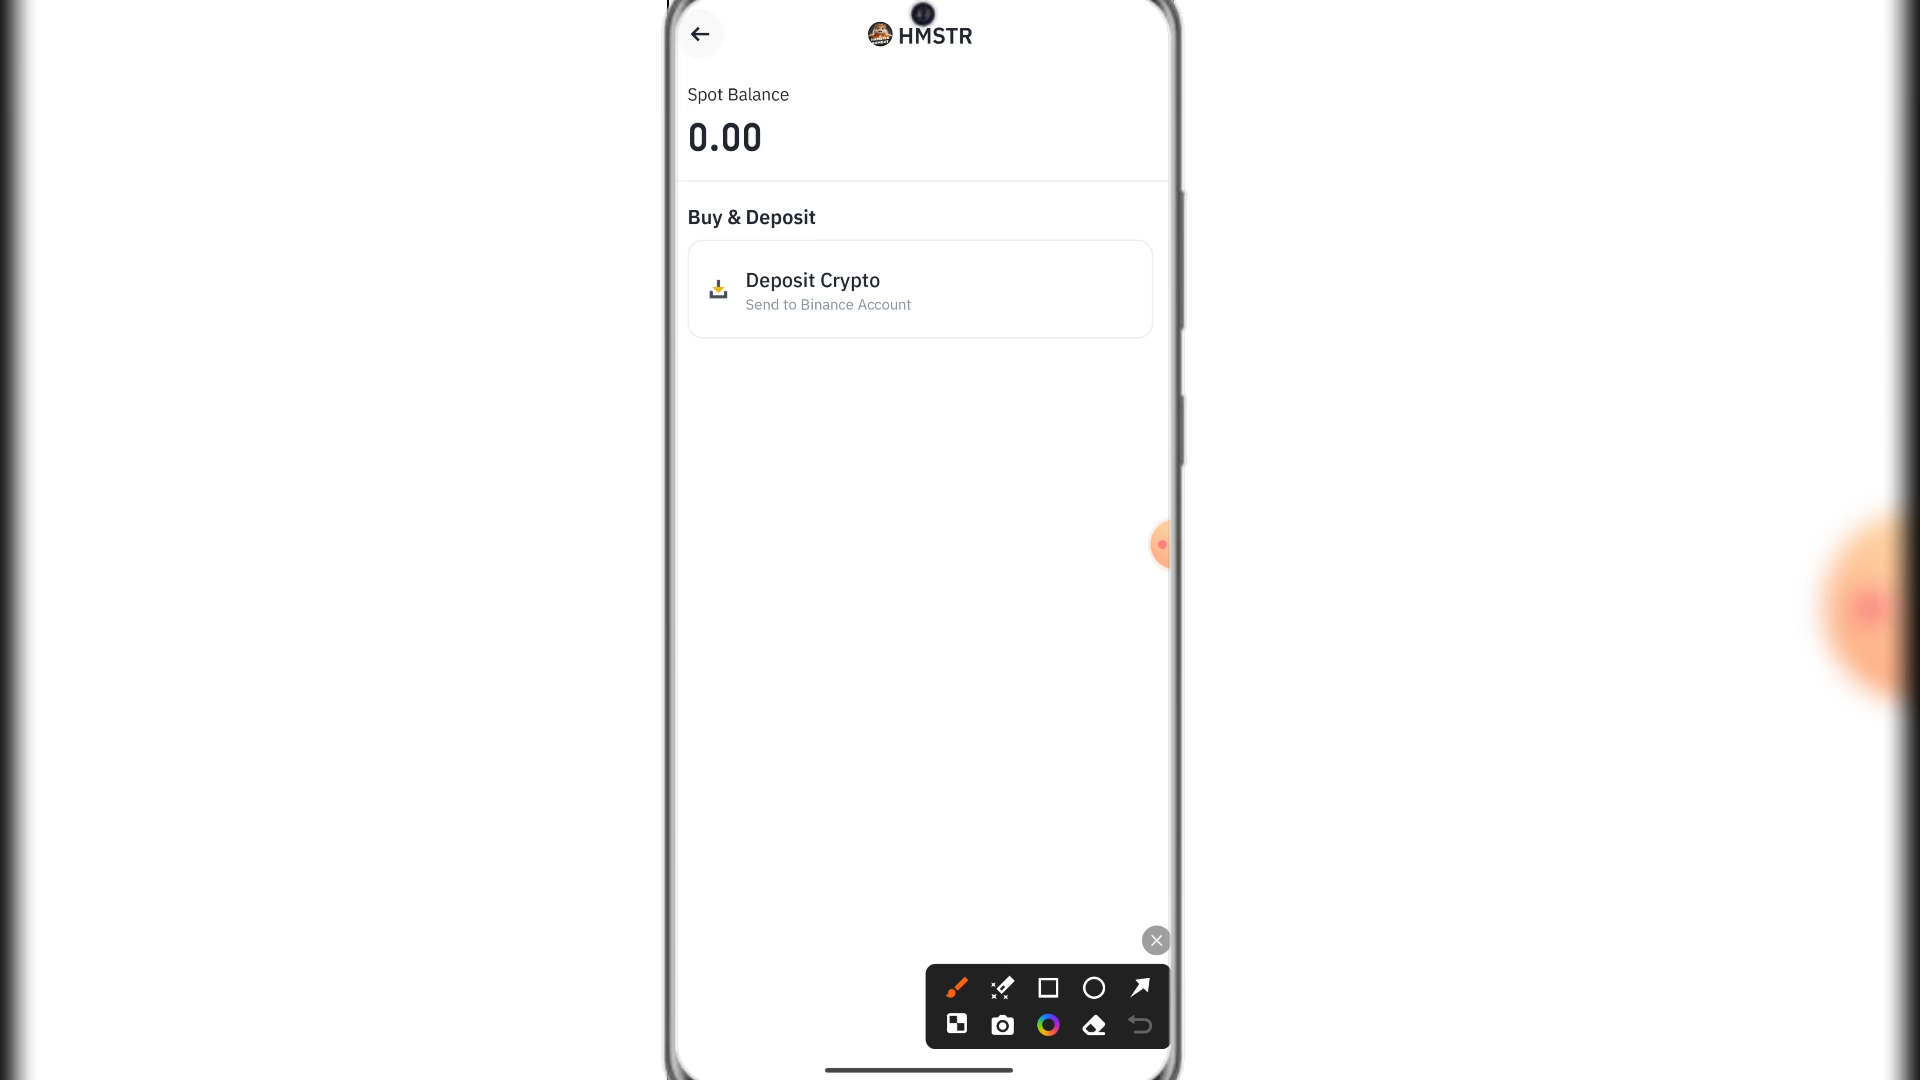 HMSTR
Spot Balance
0.00
Buy & Deposit
Deposit Crypto
Send to Binance Account